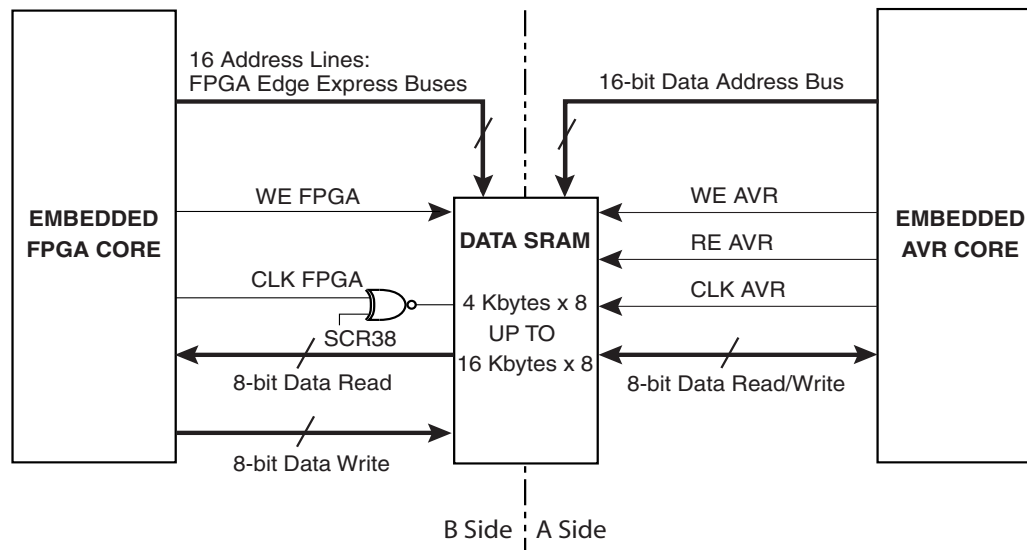 16 Address Lines:
FPGA Edge Express Buses
16-bit Data Address Bus
WE FPGA
WE AVR
EMBEDDED
FPGA CORE
DATA SRAM
EMBEDDED
AVR CORE
RE AVR
CLK FPGA
CLK AVR
4 Kbytes x 8
UP TO
16 Kbytes x 8
SCR38
8-bit Data Read
8-bit Data Read/Write
8-bit Data Write
B Side
A Side